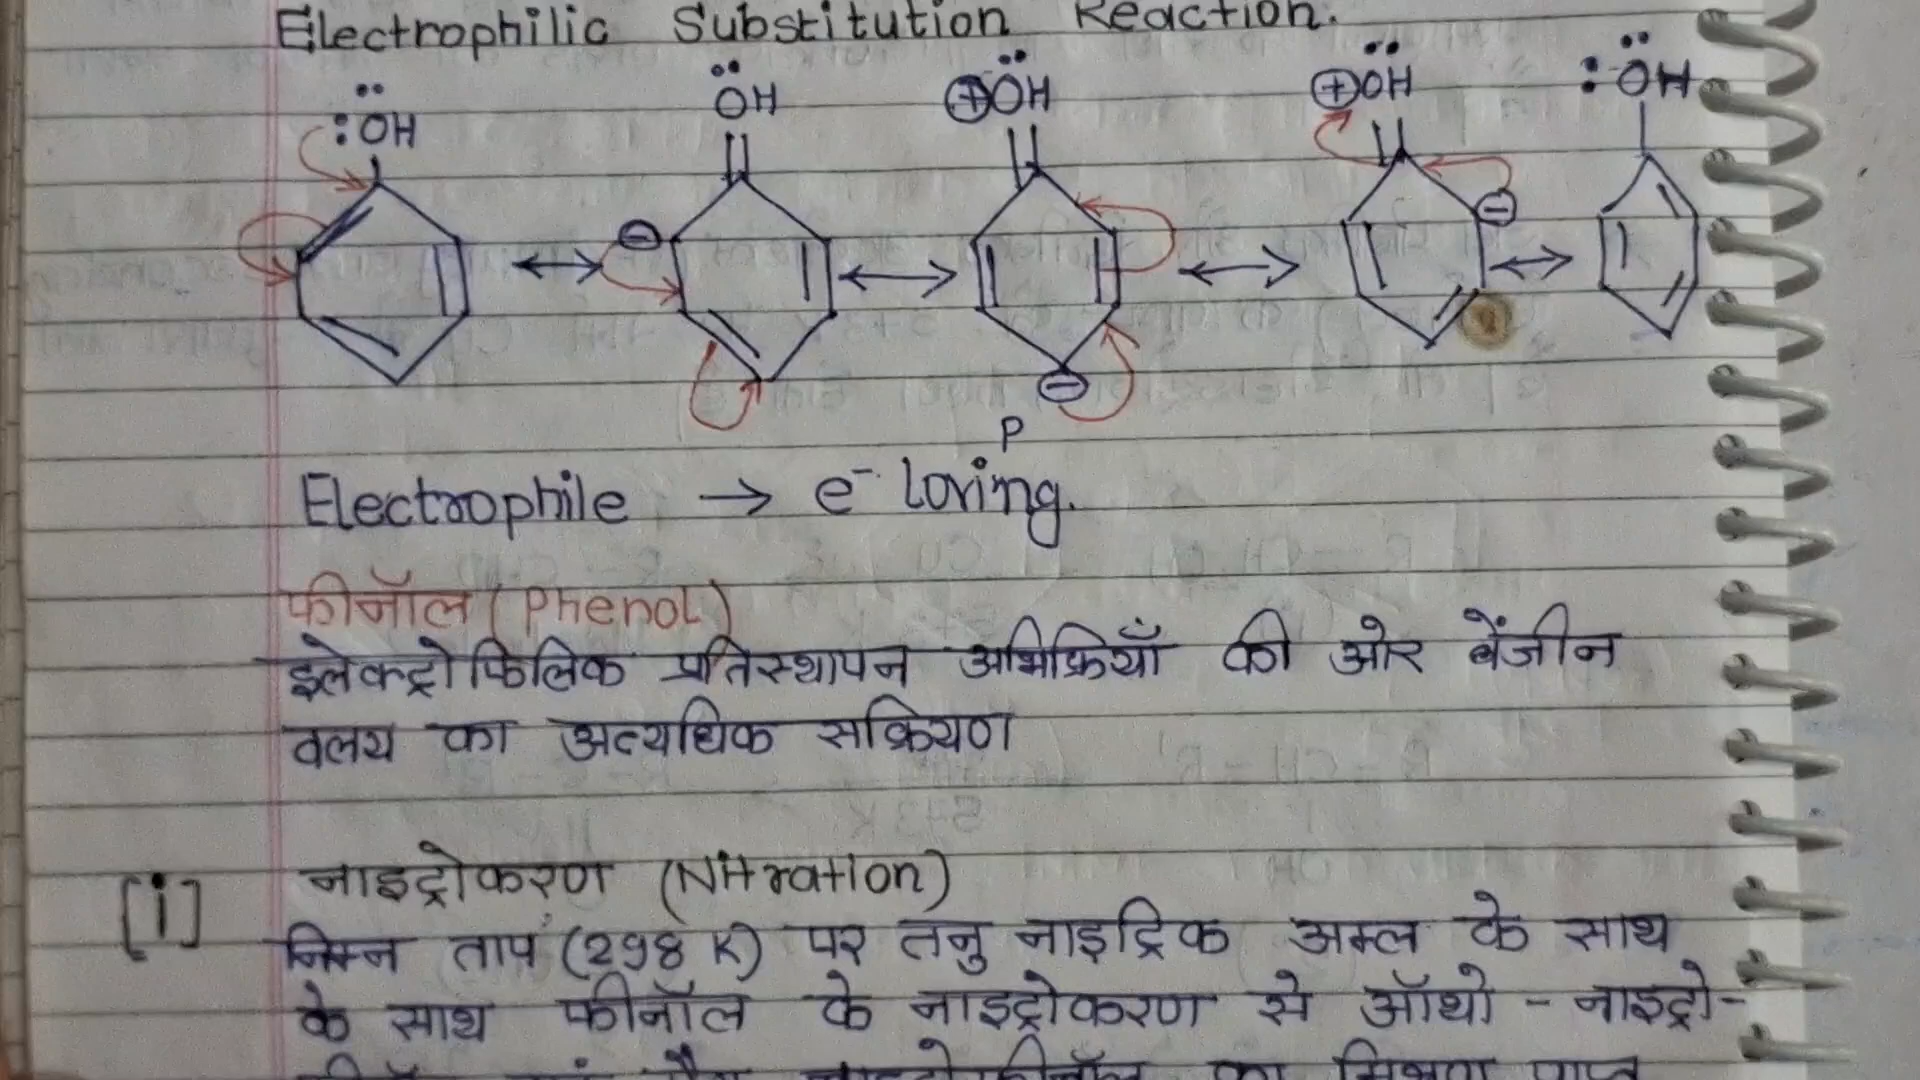 Electrophilic Substitution Reaction.
:ÖH ÖH ⊕ÖH ⊕ÖH :ÖH
⊖ ⊖ ⊖
P
Electrophile → e⁻ loving.
फीनॉल (Phenol)
इलेक्ट्रोफिलिक प्रतिस्थापन अभिक्रियाँ की ओर बेंजीन
वलय का अत्यधिक सक्रियण
[i] नाइट्रोकरण (Nitration)
निम्न ताप (298 K) पर तनु नाइट्रिक अम्ल के साथ
के साथ फीनॉल के नाइट्रोकरण से ऑर्थो - नाइट्रो-